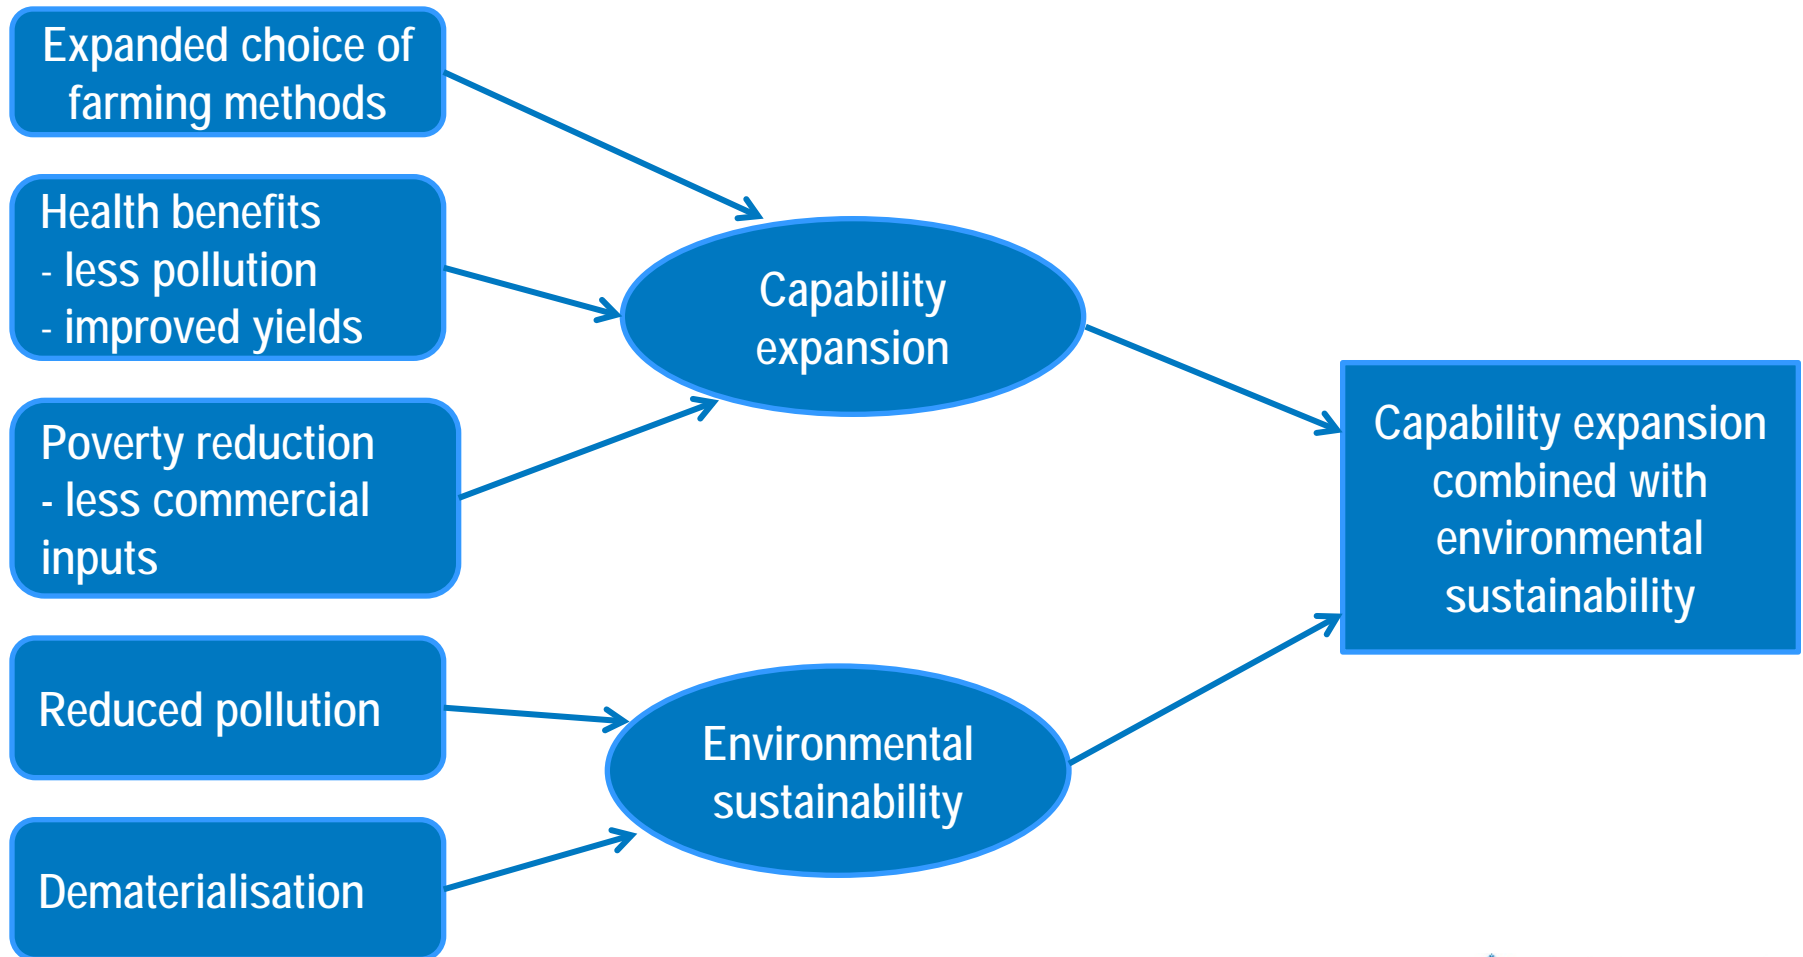 Expanded choice of
farming methods
Health benefits
- less pollution
- improved yields
Poverty reduction
- less commercial
inputs
Reduced pollution
Dematerialisation
Capability
expansion
Environmental
sustainability
Capability expansion
combined with
environmental
sustainability